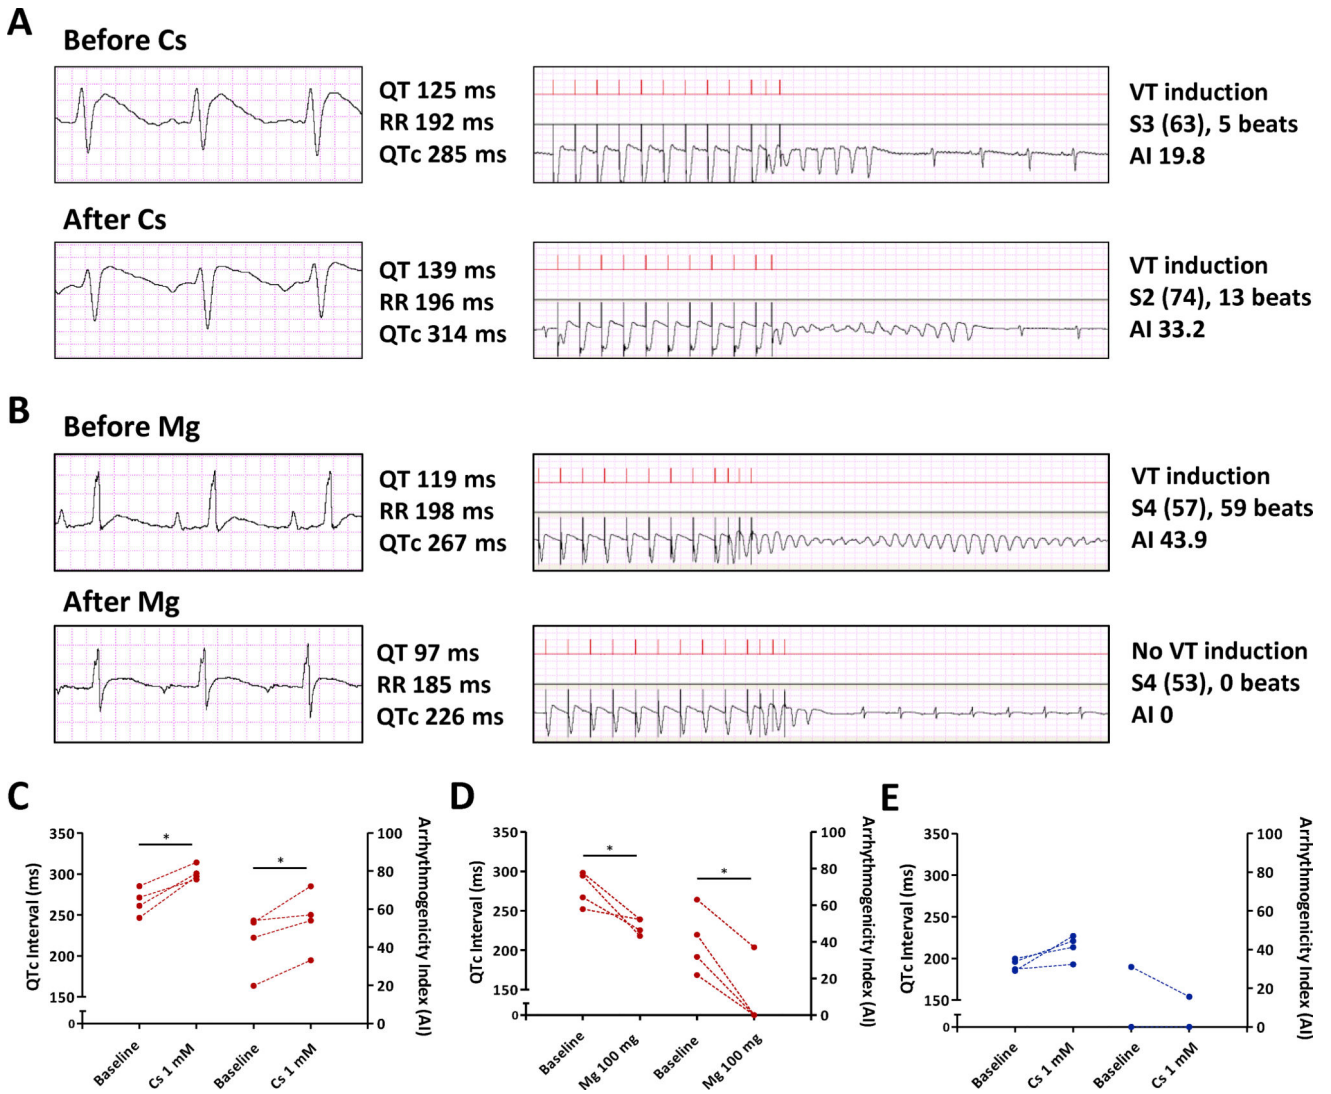 A
Before Cs
QT 125 ms
RR 192 ms
QTc 285 ms
VT induction
S3 (63), 5 beats
AI 19.8
After Cs
QT 139 ms
RR 196 ms
QTc 314 ms
VT induction
S2 (74), 13 beats
AI 33.2
B
Before Mg
QT 119 ms
RR 198 ms
QTc 267 ms
VT induction
S4 (57), 59 beats
AI 43.9
After Mg
QT 97 ms
RR 185 ms
QTc 226 ms
No VT induction
S4 (53), 0 beats
AI 0
C
QTc Interval (ms)
350
300
250
200
150
0
*
*
100
80
60
40
20
0
Arrhythmogenicity Index (AI)
Baseline
Cs 1 mM
Baseline
Cs 1 mM
D
QTc Interval (ms)
350
300
250
200
150
0
*
*
100
80
60
40
20
0
Arrhythmogenicity Index (AI)
Baseline
Mg 100 mg
Baseline
Mg 100 mg
E
QTc Interval (ms)
350
300
250
200
150
0
100
80
60
40
20
0
Arrhythmogenicity Index (AI)
Baseline
Cs 1 mM
Baseline
Cs 1 mM